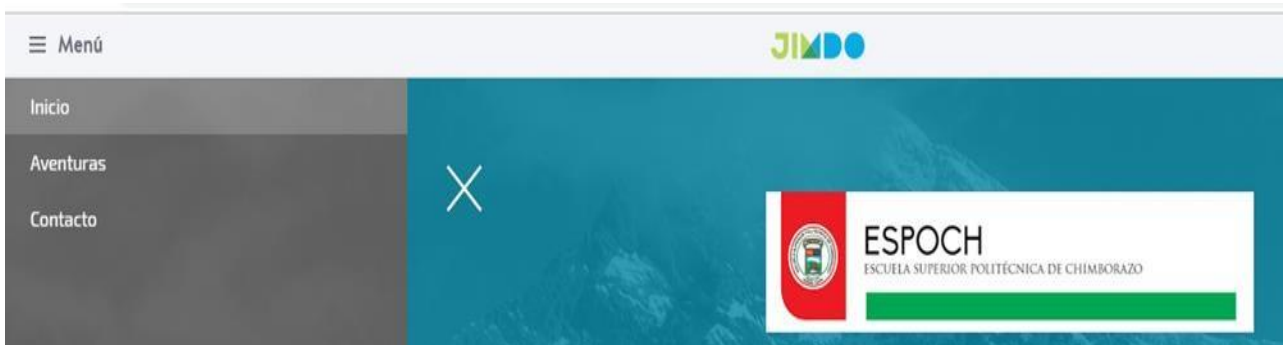 Menú
JIMDO
Inicio
Aventuras
Contacto
ESPOCH
ESCUELA SUPERIOR POLITÉCNICA DE CHIMBORAZO